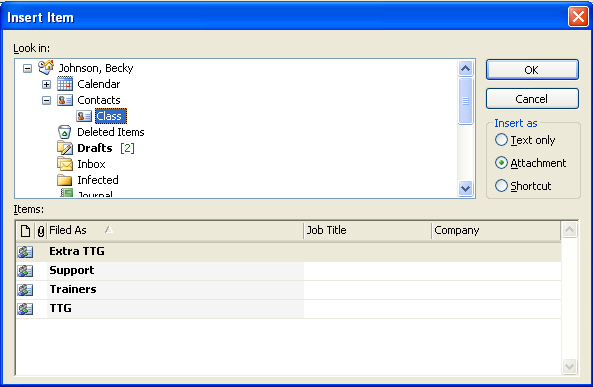 Insert Item
Look in:
Johnson, Becky
Calendar
Contacts
Class
Deleted Items
Drafts [2]
Inbox
Infected
Journal
OK
Cancel
Insert as
Text only
Attachment
Shortcut
Items:
Filed As Job Title Company
Extra TTG
Support
Trainers
TTG